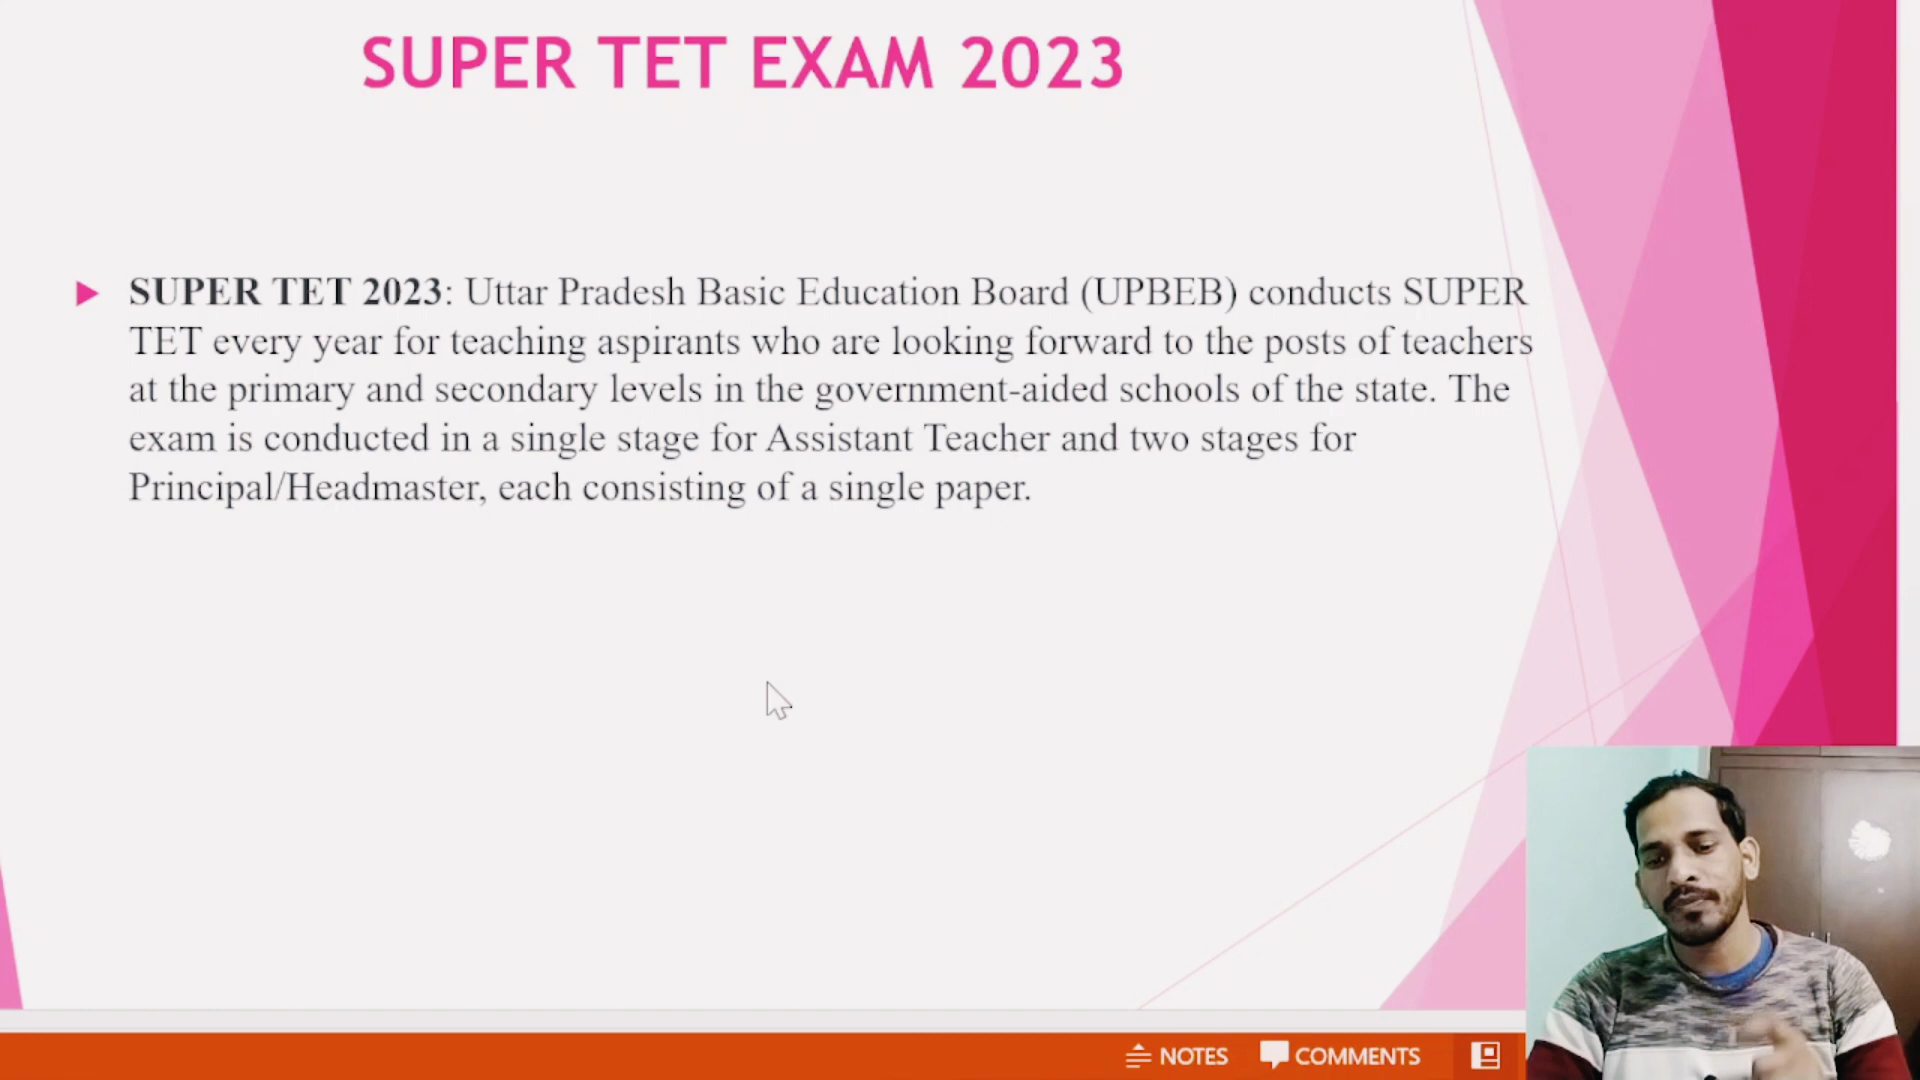 SUPER TET EXAM 2023
SUPER TET 2023: Uttar Pradesh Basic Education Board (UPBEB) conducts SUPER
TET every year for teaching aspirants who are looking forward to the posts of teachers
at the primary and secondary levels in the government-aided schools of the state. The
exam is conducted in a single stage for Assistant Teacher and two stages for
Principal/Headmaster, each consisting of a single paper.
NOTES COMMENTS